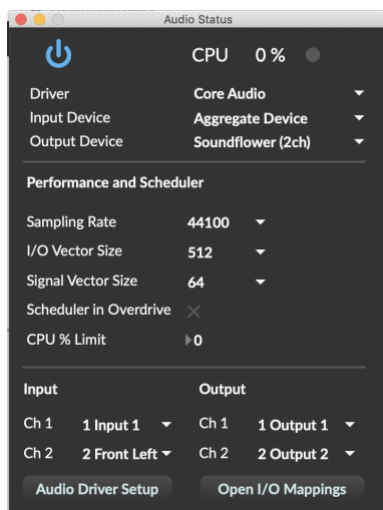 Audio Status
CPU 0 %
Driver Core Audio
Input Device Aggregate Device
Output Device Soundflower (2ch)
Performance and Scheduler
Sampling Rate 44100
I/O Vector Size 512
Signal Vector Size 64
Scheduler in Overdrive
CPU % Limit 0
Input Output
Ch 1 1 Input 1 Ch 1 1 Output 1
Ch 2 2 Front Left Ch 2 2 Output 2
Audio Driver Setup Open I/O Mappings